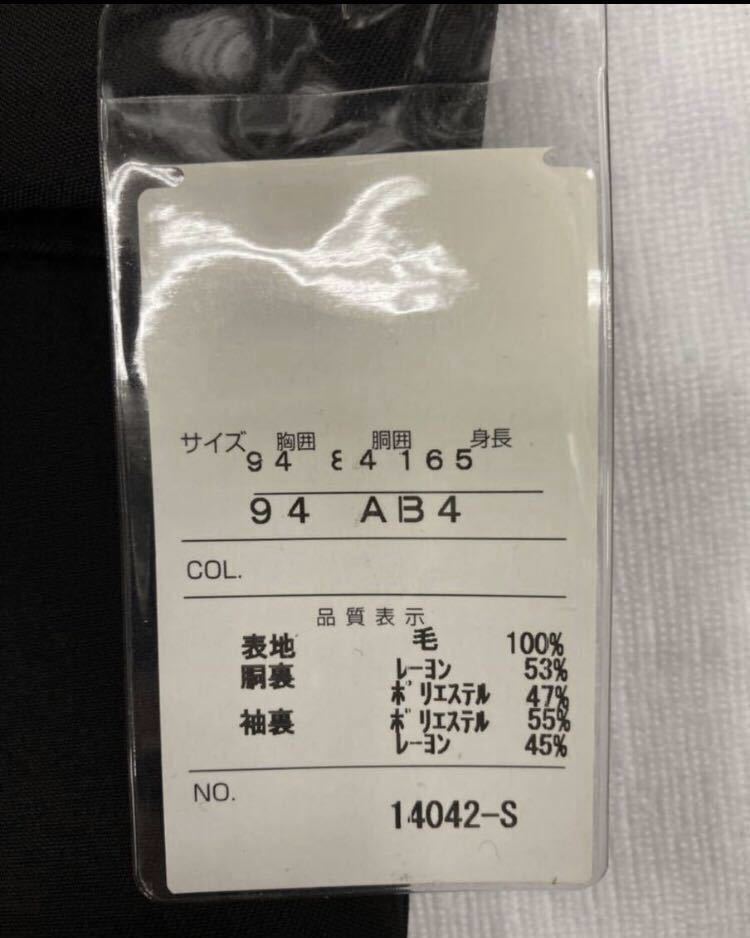 サイズ 胸囲 胴囲 身長
94 84 165
94 AB4
COL.
品質表示
表地 毛 100%
胴裏 レーヨン 53%
ポリエステル 47%
袖裏 ポリエステル 55%
レーヨン 45%
NO.
14042-S